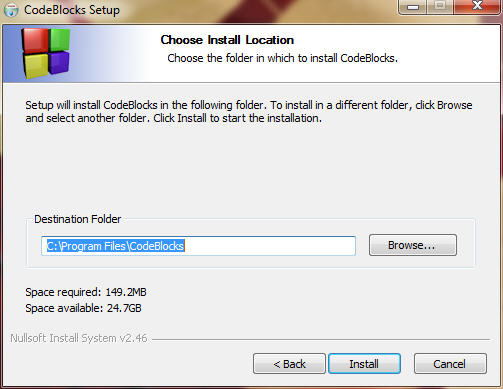 CodeBlocks Setup
Choose Install Location
Choose the folder in which to install CodeBlocks.
Setup will install CodeBlocks in the following folder. To install in a different folder, click Browse
and select another folder. Click Install to start the installation.
Destination Folder
C:\Program Files\CodeBlocks
Browse...
Space required: 149.2MB
Space available: 24.7GB
Nullsoft Install System v2.46
< Back
Install
Cancel